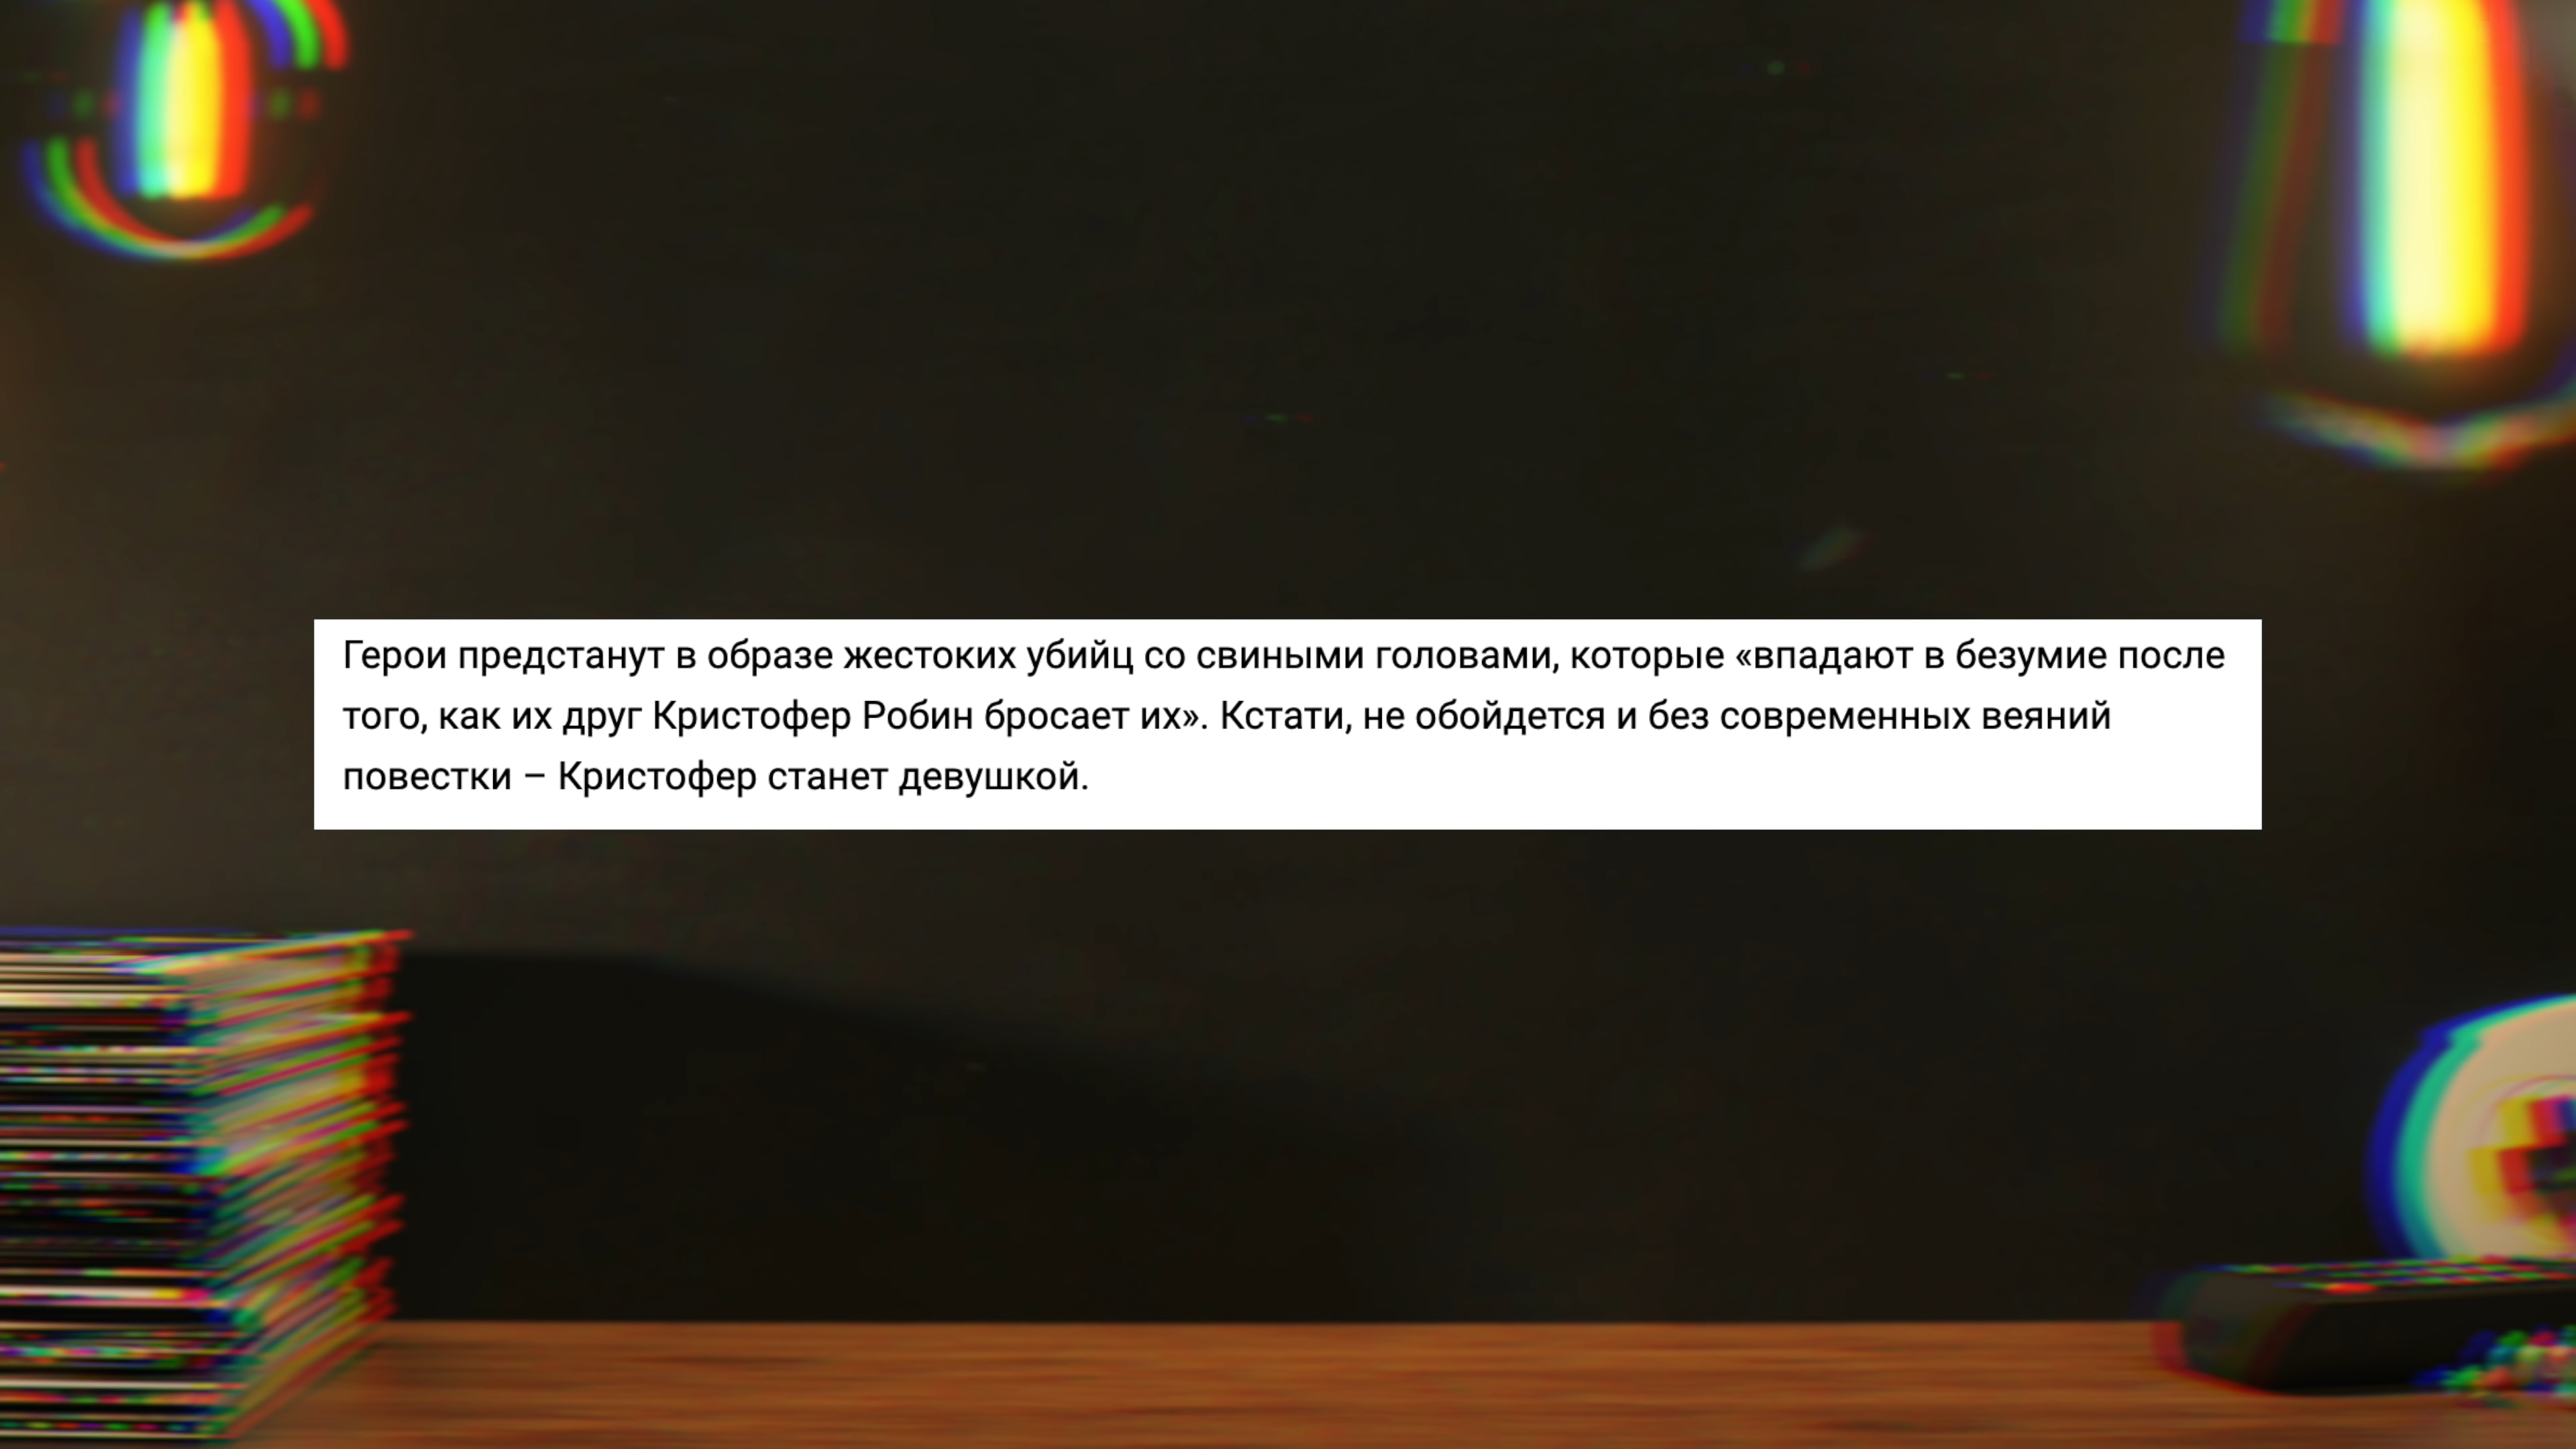 Герои предстанут в образе жестоких убийц со свиными головами, которые «впадают в безумие после
того, как их друг Кристофер Робин бросает их». Кстати, не обойдется и без современных веяний
повестки – Кристофер станет девушкой.